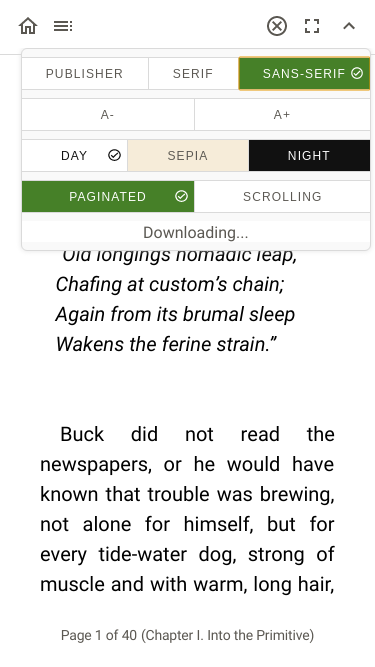 PUBLISHER SERIF SANS-SERIF
A- A+
DAY SEPIA NIGHT
PAGINATED SCROLLING
Downloading...
“Old longings nomadic leap,
Chafing at custom’s chain;
Again from its brumal sleep
Wakens the ferine strain.”
Buck did not read the
newspapers, or he would have
known that trouble was brewing,
not alone for himself, but for
every tide-water dog, strong of
muscle and with warm, long hair,
Page 1 of 40 (Chapter I. Into the Primitive)